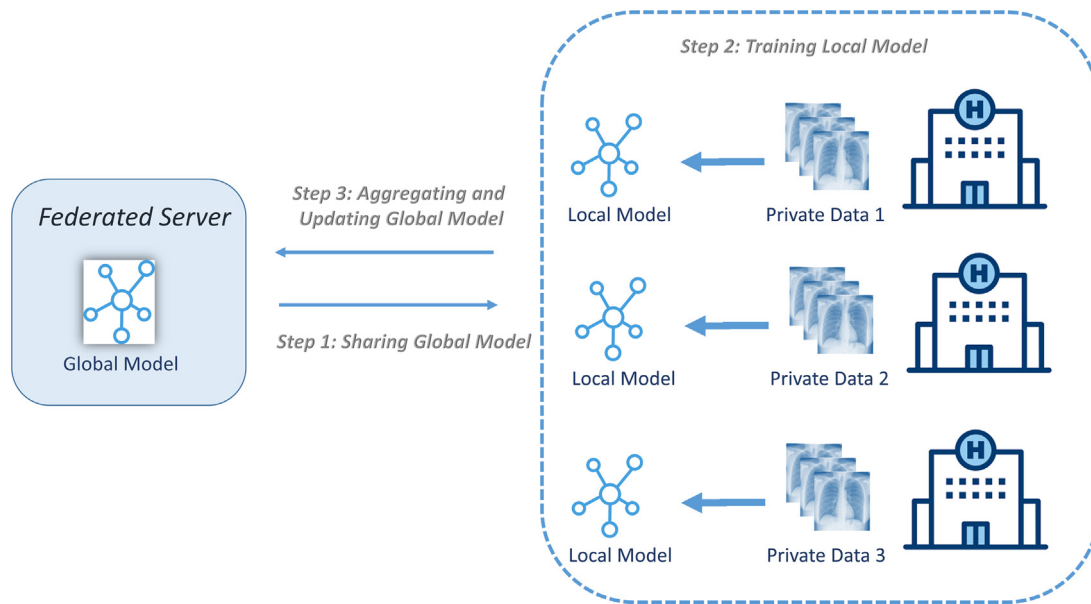 Step 2: Training Local Model
H
Local Model
Private Data 1
Step 3: Aggregating and
Updating Global Model
Federated Server
Global Model
Step 1: Sharing Global Model
H
Local Model
Private Data 2
H
Local Model
Private Data 3